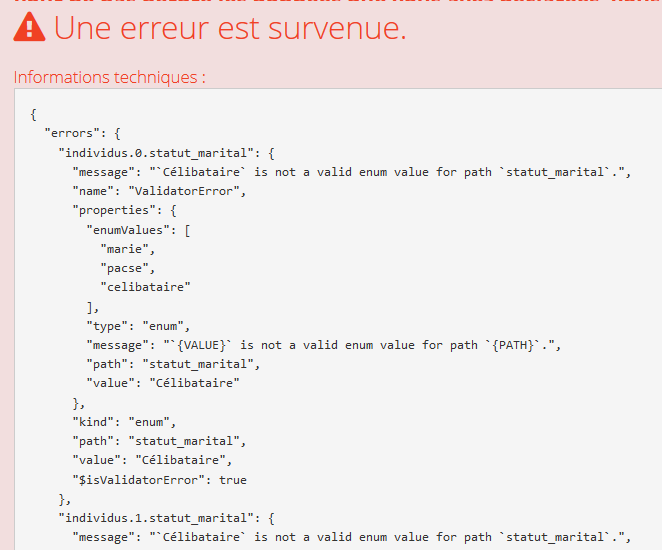 Une erreur est survenue.
Informations techniques :
{
"errors": {
"individus.0.statut_marital": {
"message": "`Célibataire` is not a valid enum value for path `statut_marital`.",
"name": "ValidatorError",
"properties": {
"enumValues": [
"marie",
"pacse",
"celibataire"
],
"type": "enum",
"message": "`{VALUE}` is not a valid enum value for path `{PATH}`.",
"path": "statut_marital",
"value": "Célibataire"
},
"kind": "enum",
"path": "statut_marital",
"value": "Célibataire",
"$isValidatorError": true
},
"individus.1.statut_marital": {
"message": "`Célibataire` is not a valid enum value for path `statut_marital`.",